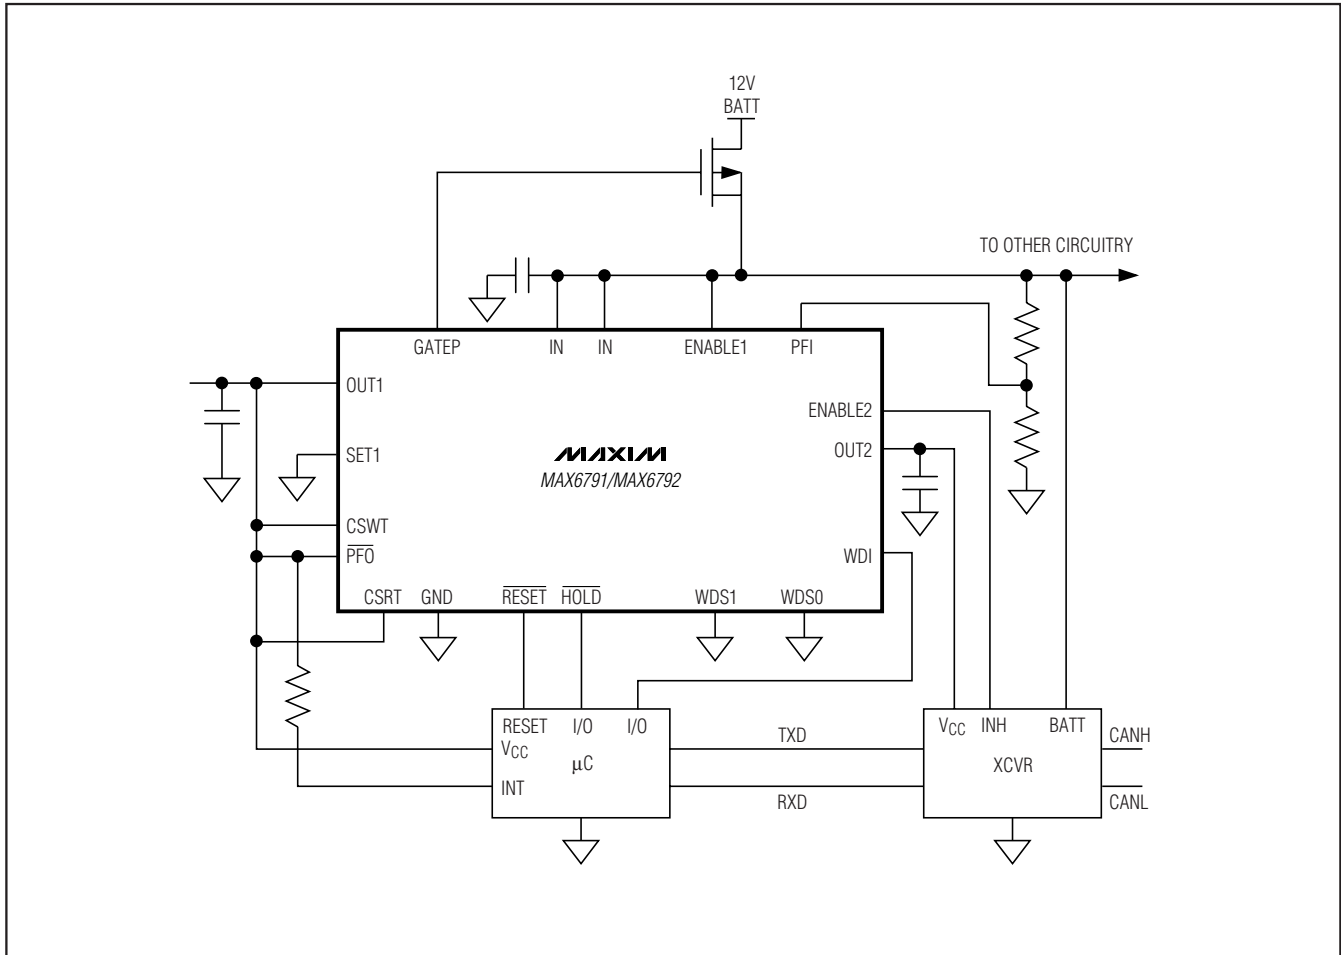 12V
BATT
TO OTHER CIRCUITRY
GATEP
IN
IN
ENABLE1
PFI
OUT1
ENABLE2
OUT2
SET1
MAXIM
MAX6791/MAX6792
CSWT
PFO
WDI
CSRT
GND
RESET
HOLD
WDS1
WDS0
RESET
I/O
I/O
VCC
μC
INT
TXD
RXD
VCC
INH
BATT
XCVR
CANH
CANL